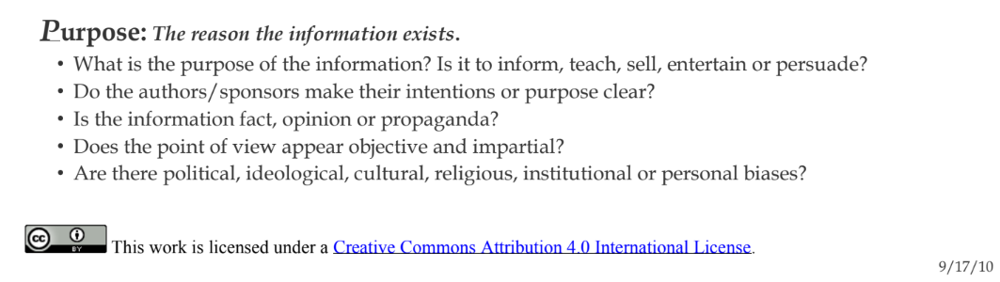 Purpose: The reason the information exists.
• What is the purpose of the information? Is it to inform, teach, sell, entertain or persuade?
• Do the authors/sponsors make their intentions or purpose clear?
• Is the information fact, opinion or propaganda?
• Does the point of view appear objective and impartial?
• Are there political, ideological, cultural, religious, institutional or personal biases?
cc BY This work is licensed under a Creative Commons Attribution 4.0 International License.
9/17/10